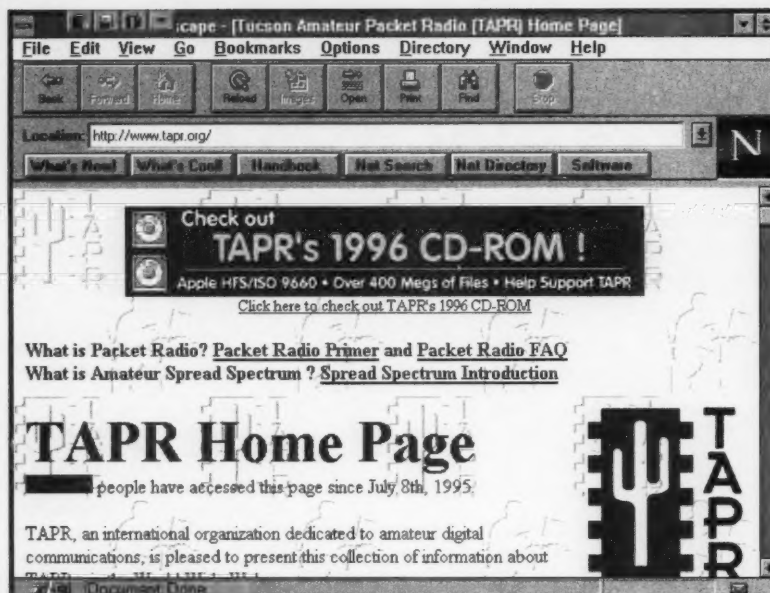 cape - [Tucson Amateur Packet Radio (TAPR) Home Page]
File Edit View Go Bookmarks Options Directory Window Help
Back Forward Home Reload Images Open Print Find Stop
Location: http://www.tapr.org/
N
What's New! What's Cool! Handbook Net Search Net Directory Software
Check out
TAPR's 1996 CD-ROM !
Apple HFS/ISO 9660 • Over 400 Megs of Files • Help Support TAPR
Click here to check out TAPR's 1996 CD-ROM
What is Packet Radio? Packet Radio Primer and Packet Radio FAQ
What is Amateur Spread Spectrum ? Spread Spectrum Introduction
TAPR Home Page
people have accessed this page since July 8th, 1995
TAPR, an international organization dedicated to amateur digital
communications, is pleased to present this collection of information about
TAPR
Document Done